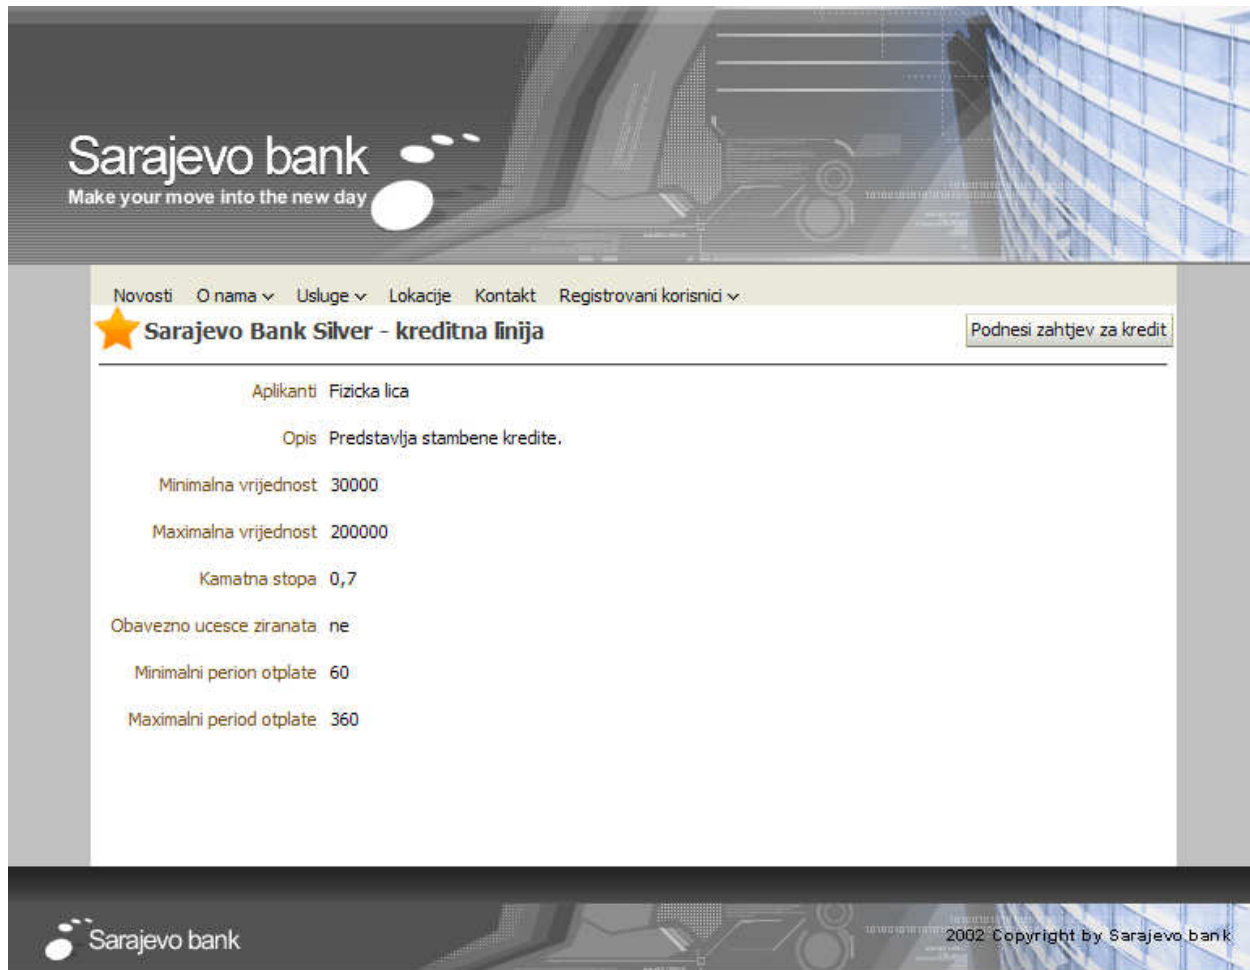 Sarajevo bank
Make your move into the new day
Novosti O nama Usluge Lokacije Kontakt Registrovani korisnici
Sarajevo Bank Silver - kreditna linija
Podnesi zahtjev za kredit
Aplikanti Fizicka lica
Opis Predstavlja stambene kredite.
Minimalna vrijednost 30000
Maximalna vrijednost 200000
Kamatna stopa 0,7
Obavezno ucesce ziranata ne
Minimalni perion otplate 60
Maximalni period otplate 360
Sarajevo bank
2002 Copyright by Sarajevo bank